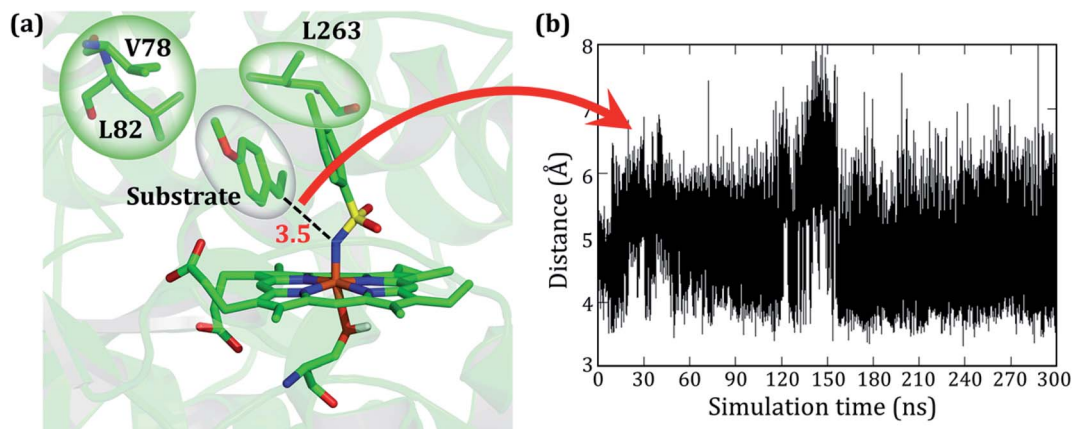 (a)
V78
L82
L263
Substrate
3.5
(b)
Distance (Å)
8
7
6
5
4
3
0 30 60 90 120 150 180 210 240 270 300
Simulation time (ns)